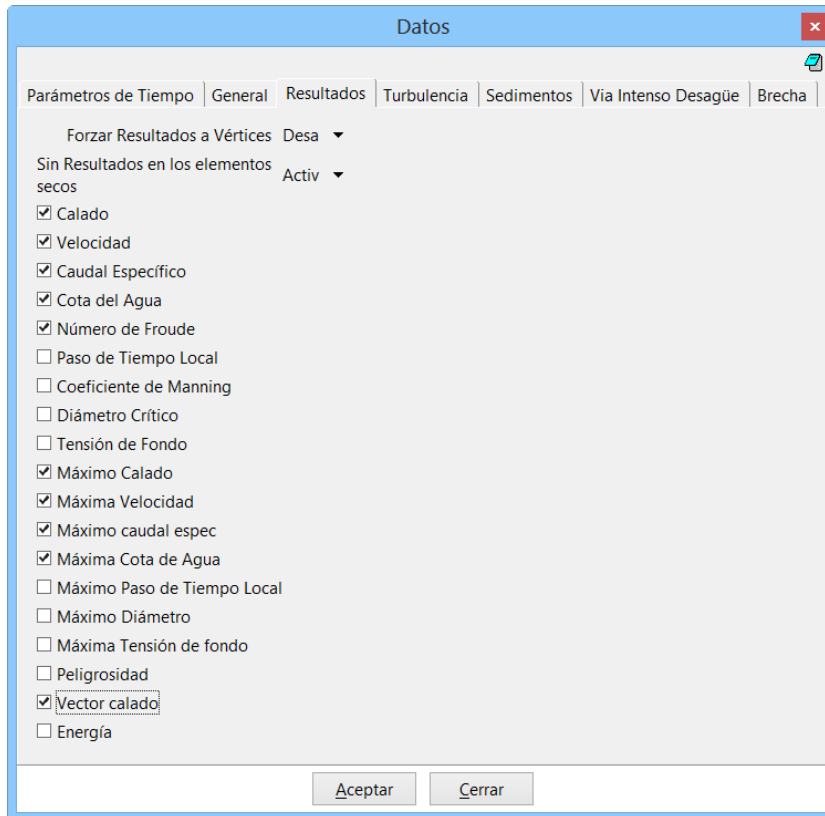 Datos
Parámetros de Tiempo General Resultados Turbulencia Sedimentos Via Intenso Desagüe Brecha
Forzar Resultados a Vértices Desa
Sin Resultados en los elementos
secos Activ
Calado
Velocidad
Caudal Específico
Cota del Agua
Número de Froude
Paso de Tiempo Local
Coeficiente de Manning
Diámetro Crítico
Tensión de Fondo
Máximo Calado
Máxima Velocidad
Máximo caudal espec
Máxima Cota de Agua
Máximo Paso de Tiempo Local
Máximo Diámetro
Máxima Tensión de fondo
Peligrosidad
Vector calado
Energía
Aceptar Cerrar